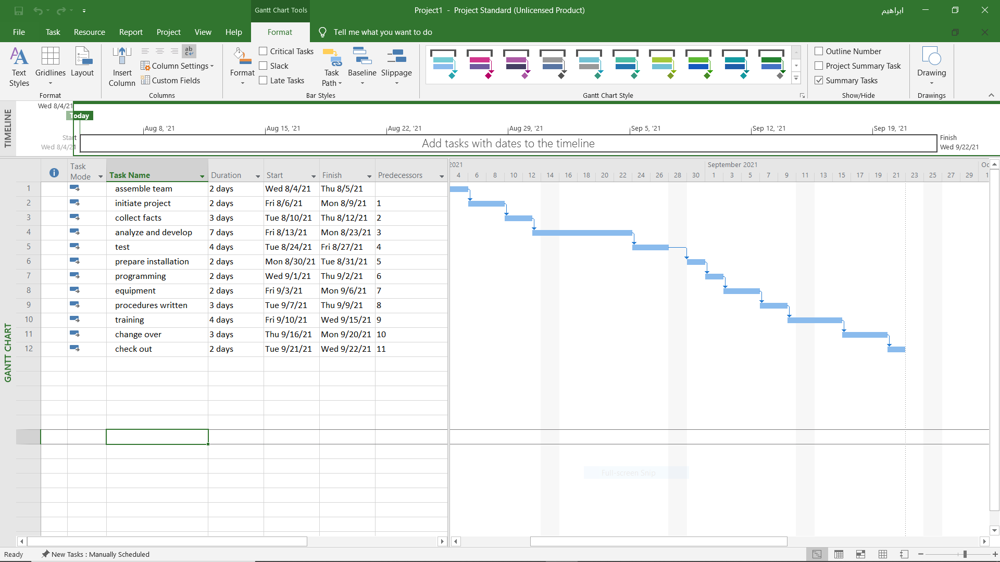 Gantt Chart Tools
Project1 - Project Standard (Unlicensed Product)
ابراهيم
File Task Resource Report Project View Help Format Tell me what you want to do
Text Styles
Gridlines
Layout
Format
Insert Column
ab
c
Column Settings
Custom Fields
Columns
Format
Critical Tasks
Slack
Late Tasks
Task Path
Baseline
Slippage
Bar Styles
Gantt Chart Style
Outline Number
Project Summary Task
Summary Tasks
Show/Hide
Drawing
Drawings
TIMELINE
Wed 8/4/21
Today
Aug 8, '21 Aug 15, '21 Aug 22, '21 Aug 29, '21 Sep 5, '21 Sep 12, '21 Sep 19, '21
Start
Wed 8/4/21
Add tasks with dates to the timeline
Finish
Wed 9/22/21
GANTT CHART
Task Mode Task Name Duration Start Finish Predecessors
1 assemble team 2 days Wed 8/4/21 Thu 8/5/21
2 initiate project 2 days Fri 8/6/21 Mon 8/9/21 1
3 collect facts 3 days Tue 8/10/21 Thu 8/12/21 2
4 analyze and develop 7 days Fri 8/13/21 Mon 8/23/21 3
5 test 4 days Tue 8/24/21 Fri 8/27/21 4
6 prepare installation 2 days Mon 8/30/21 Tue 8/31/21 5
7 programming 2 days Wed 9/1/21 Thu 9/2/21 6
8 equipment 2 days Fri 9/3/21 Mon 9/6/21 7
9 procedures written 3 days Tue 9/7/21 Thu 9/9/21 8
10 training 4 days Fri 9/10/21 Wed 9/15/21 9
11 change over 3 days Thu 9/16/21 Mon 9/20/21 10
12 check out 2 days Tue 9/21/21 Wed 9/22/21 11
2021 September 2021 Oc
4 6 8 10 12 14 16 18 20 22 24 26 28 30 1 3 5 7 9 11 13 15 17 19 21 23 25 27 29 1
Full-screen Snip
Ready New Tasks : Manually Scheduled